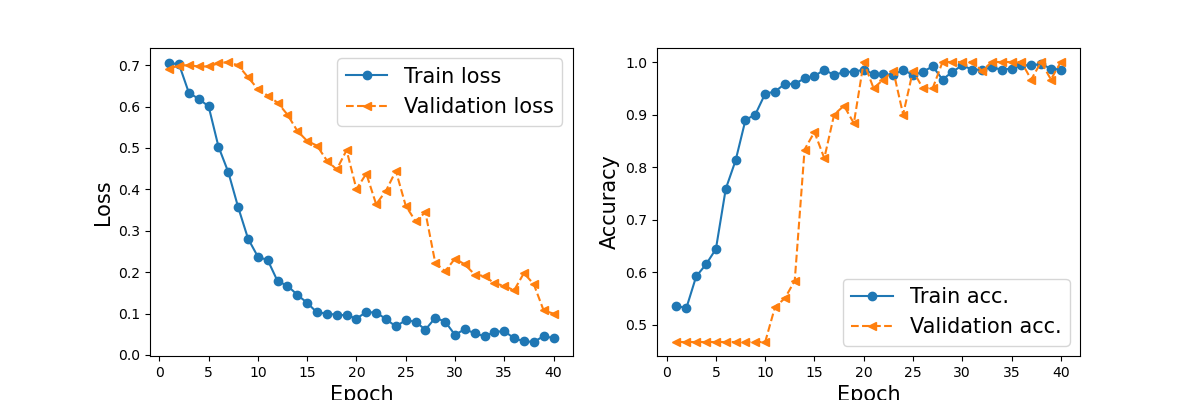 Train loss
Validation loss
0.7
0.6
0.5
0.4
0.3
0.2
0.1
0.0
Loss
0 5 10 15 20 25 30 35 40
Epoch
1.0
0.9
0.8
0.7
0.6
0.5
Accuracy
Train acc.
Validation acc.
0 5 10 15 20 25 30 35 40
Epoch